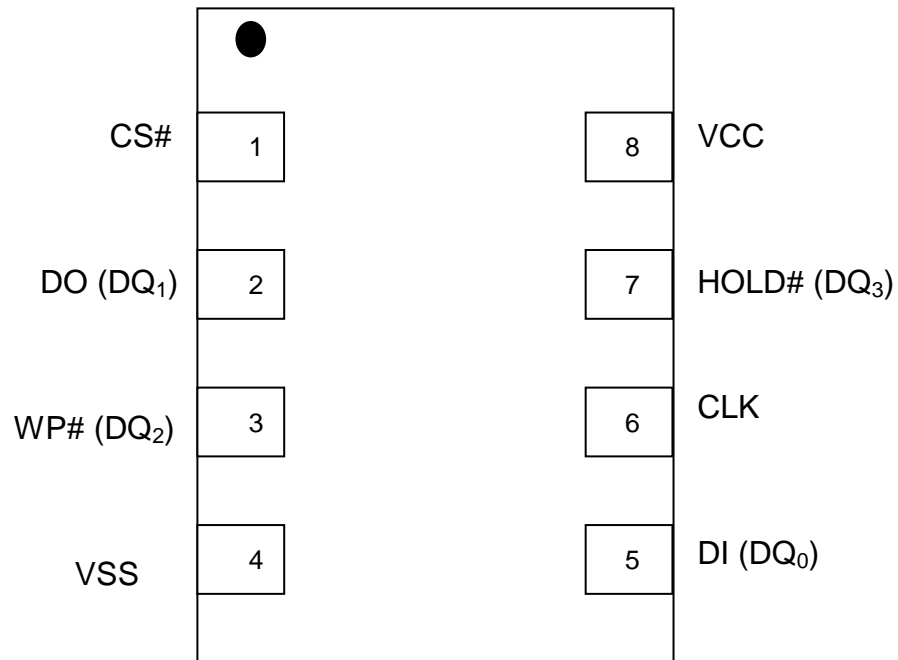 CS# 1 8 VCC
DO (DQ₁) 2 7 HOLD# (DQ₃)
WP# (DQ₂) 3 6 CLK
VSS 4 5 DI (DQ₀)